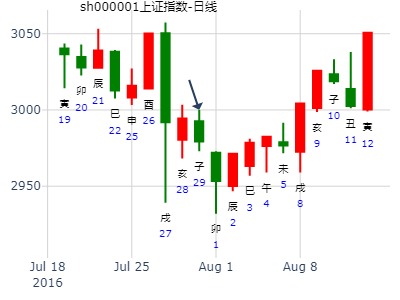 sh000001上证指数-日线
3050
3000
2950
寅
19
卯
20
辰
21
巳
22
申
25
酉
26
戌
27
亥
28
子
29
卯
1
辰
2
巳
3
午
4
未
5
戌
8
亥
9
子
10
丑
11
寅
12
Jul 18
2016
Jul 25
Aug 1
Aug 8